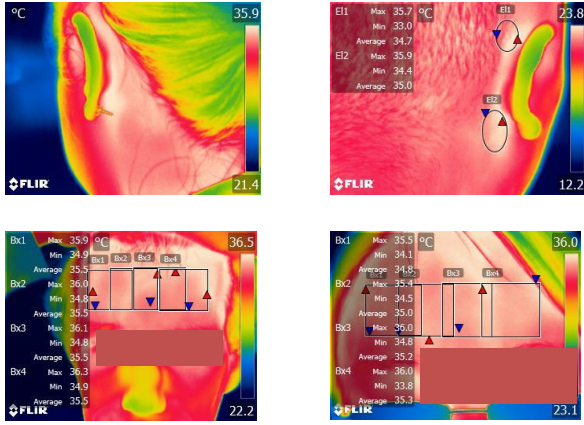 °C 35.9
FLIR 21.4
El1 Max 35.7 °C El1 23.8
Min 33.0
Average 34.7
El2 Max 35.9
Min 34.4
Average 35.0
El2
FLIR 12.2
Bx1 Max 35.9 °C 36.5
Min 34.9
Average 35.5
Bx1 Bx2 Bx3 Bx4
Bx2 Max 36.0
Min 34.8
Average 35.5
Bx3 Max 36.1
Min 34.8
Average 35.5
Bx4 Max 36.0
Min 34.9
Average 35.5
FLIR 22.2
Bx1 Max 35.5 °C 36.0
Min 34.1
Average 34.8
Bx3 Bx4
Bx2 Max 35.4
Min 34.5
Average 35.0
Bx3 Max 36.0
Min 34.8
Average 35.2
Bx4 Max 36.0
Min 33.8
Average 35.3
FLIR 23.1